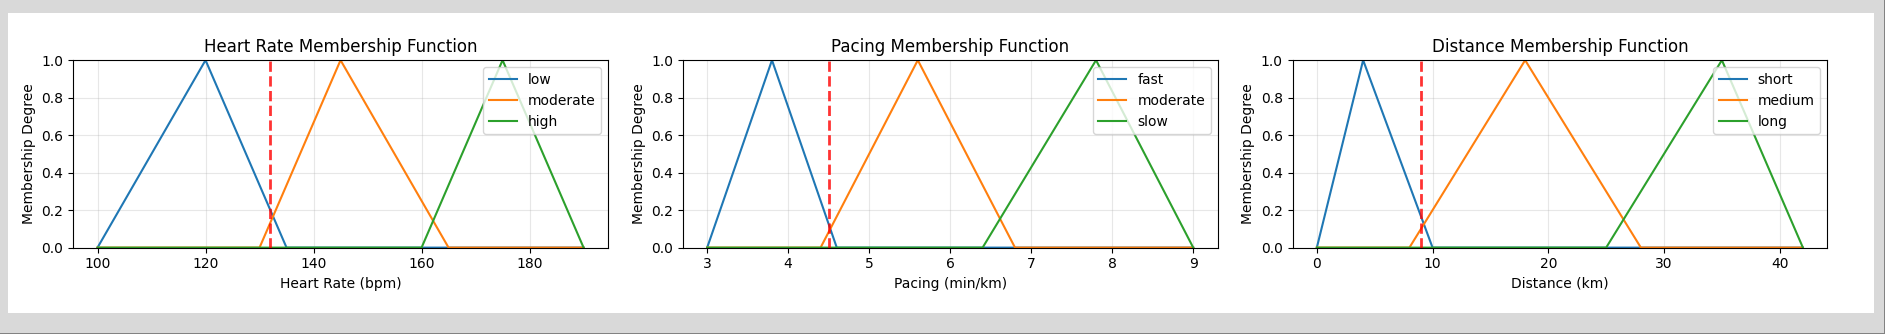 Heart Rate Membership Function
Membership Degree
1.0
0.8
0.6
0.4
0.2
0.0
low
moderate
high
100 120 140 160 180
Heart Rate (bpm)
Pacing Membership Function
Membership Degree
1.0
0.8
0.6
0.4
0.2
0.0
fast
moderate
slow
3 4 5 6 7 8 9
Pacing (min/km)
Distance Membership Function
Membership Degree
1.0
0.8
0.6
0.4
0.2
0.0
short
medium
long
0 10 20 30 40
Distance (km)